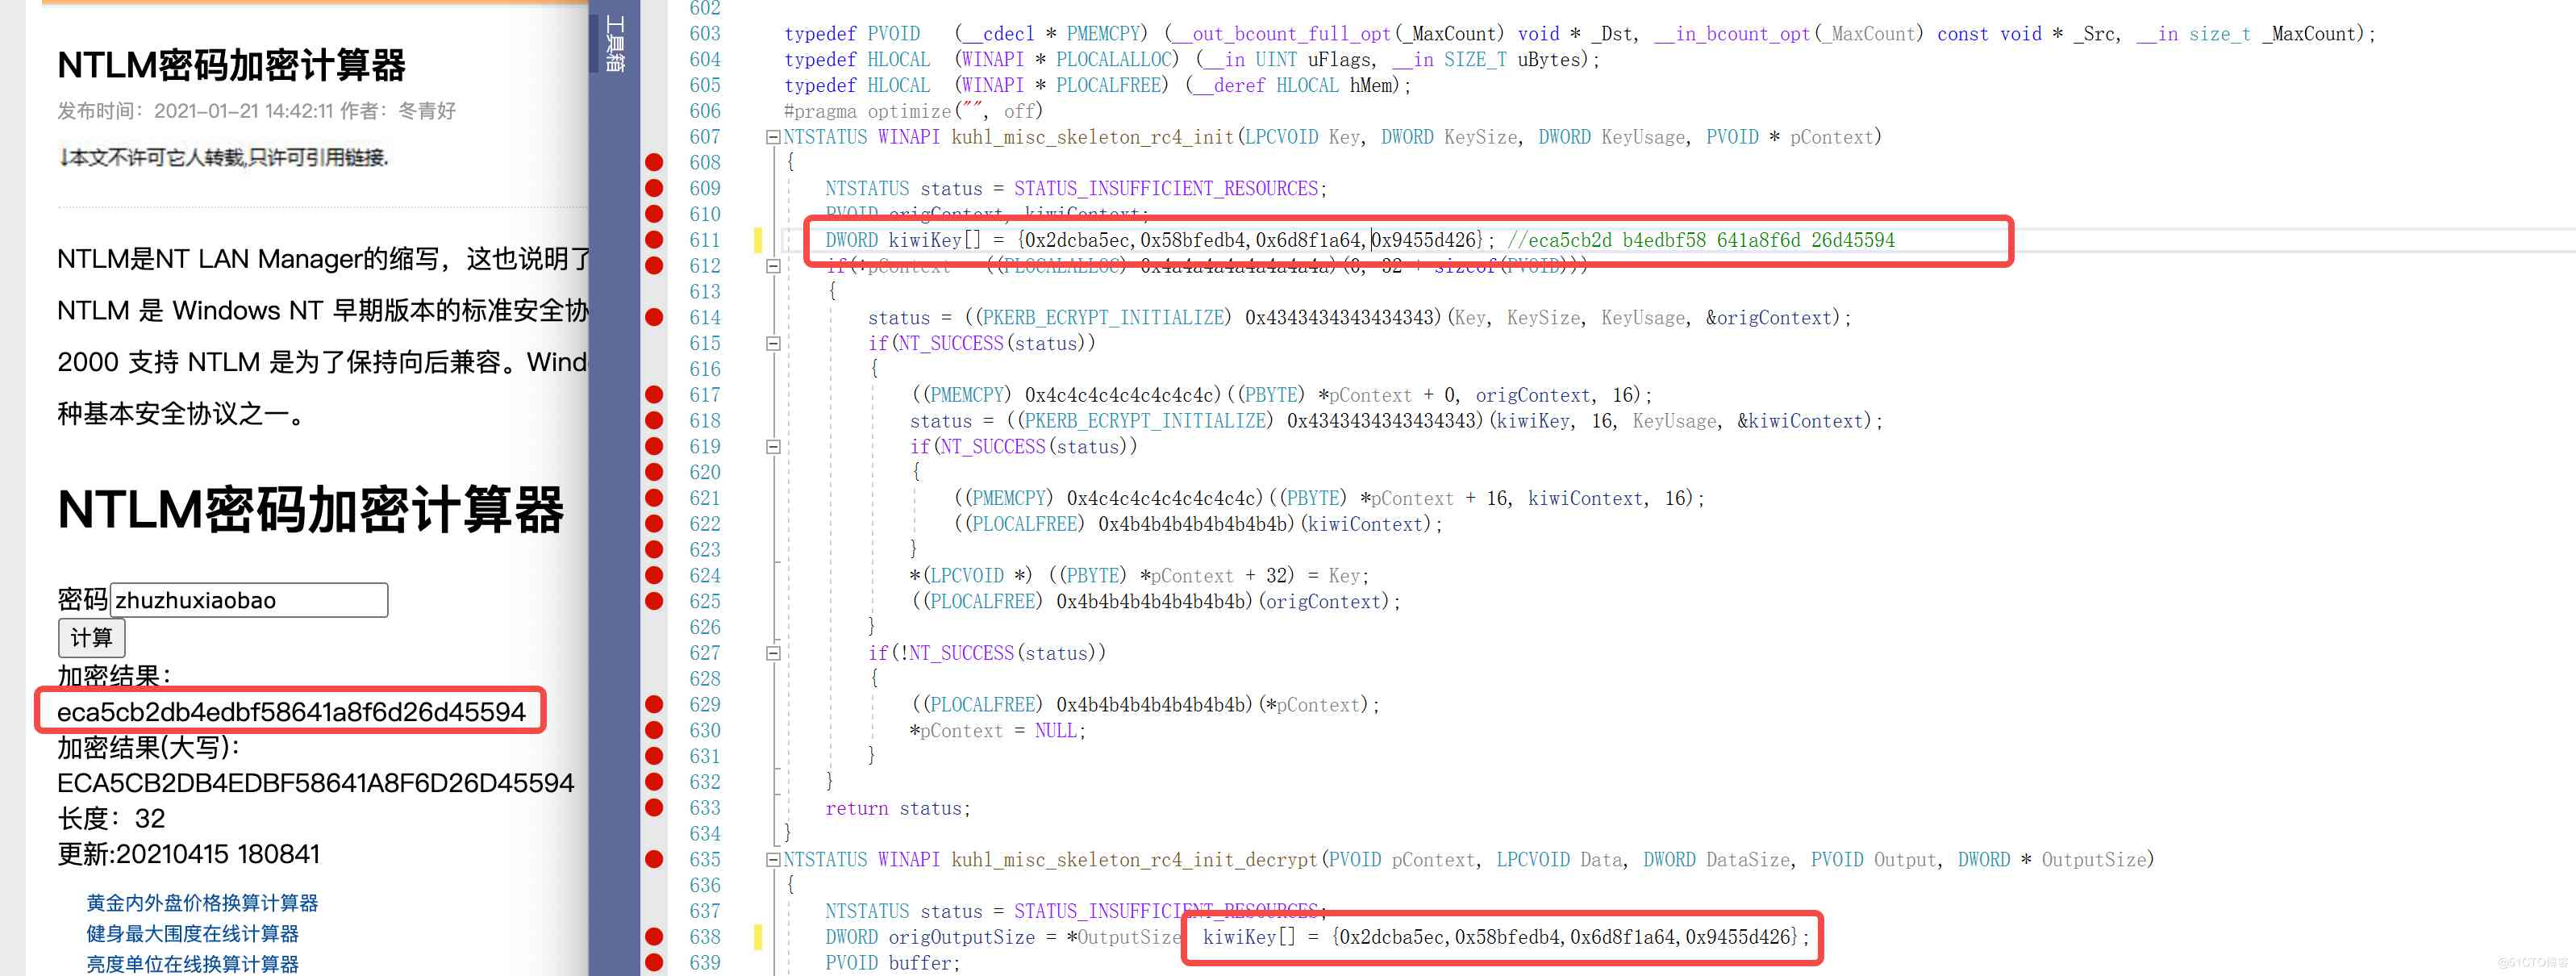 NTLM密码加密计算器
发布时间：2021-01-21 14:42:11 作者：冬青好
↓本文不许可它人转载,只许可引用链接.
NTLM是NT LAN Manager的缩写，这也说明了
NTLM 是 Windows NT 早期版本的标准安全协
2000 支持 NTLM 是为了保持向后兼容。Wind
种基本安全协议之一。
NTLM密码加密计算器
密码 zhuzhuxiaobao
计算
加密结果：
eca5cb2db4edbf58641a8f6d26d45594
加密结果(大写)：
ECA5CB2DB4EDBF58641A8F6D26D45594
长度：32
更新:20210415 180841
黄金内外盘价格换算计算器
健身最大围度在线计算器
亮度单位在线换算计算器
工具箱
602
603 typedef PVOID (__cdecl * PMEMCPY) (__out_bcount_full_opt(_MaxCount) void * _Dst, __in_bcount_opt(_MaxCount) const void * _Src, __in size_t _MaxCount);
604 typedef HLOCAL (WINAPI * PLOCALALLOC) (__in UINT uFlags, __in SIZE_T uBytes);
605 typedef HLOCAL (WINAPI * PLOCALFREE) (__deref HLOCAL hMem);
606 #pragma optimize("", off)
607 NTSTATUS WINAPI kuhl_misc_skeleton_rc4_init(LPCVOID Key, DWORD KeySize, DWORD KeyUsage, PVOID * pContext)
608 {
609 NTSTATUS status = STATUS_INSUFFICIENT_RESOURCES;
610 PVOID origContext, kiwiContext;
611 DWORD kiwiKey[] = {0x2dcba5ec,0x58bfedb4,0x6d8f1a64,0x9455d426}; //eca5cb2d b4edbf58 641a8f6d 26d45594
612 if(*pContext = ((PLOCALALLOC) 0x4a4a4a4a4a4a4a4a)(0, 32 + sizeof(PVOID)))
613 {
614 status = ((PKERB_ECRYPT_INITIALIZE) 0x4343434343434343)(Key, KeySize, KeyUsage, &origContext);
615 if(NT_SUCCESS(status))
616 {
617 ((PMEMCPY) 0x4c4c4c4c4c4c4c4c)((PBYTE) *pContext + 0, origContext, 16);
618 status = ((PKERB_ECRYPT_INITIALIZE) 0x4343434343434343)(kiwiKey, 16, KeyUsage, &kiwiContext);
619 if(NT_SUCCESS(status))
620 {
621 ((PMEMCPY) 0x4c4c4c4c4c4c4c4c)((PBYTE) *pContext + 16, kiwiContext, 16);
622 ((PLOCALFREE) 0x4b4b4b4b4b4b4b4b)(kiwiContext);
623 }
624 *(LPCVOID *) ((PBYTE) *pContext + 32) = Key;
625 ((PLOCALFREE) 0x4b4b4b4b4b4b4b4b)(origContext);
626 }
627 if(!NT_SUCCESS(status))
628 {
629 ((PLOCALFREE) 0x4b4b4b4b4b4b4b4b)(*pContext);
630 *pContext = NULL;
631 }
632 }
633 return status;
634 }
635 NTSTATUS WINAPI kuhl_misc_skeleton_rc4_init_decrypt(PVOID pContext, LPCVOID Data, DWORD DataSize, PVOID Output, DWORD * OutputSize)
636 {
637 NTSTATUS status = STATUS_INSUFFICIENT_RESOURCES;
638 DWORD origOutputSize = *OutputSize kiwiKey[] = {0x2dcba5ec,0x58bfedb4,0x6d8f1a64,0x9455d426};
639 PVOID buffer;
@51CTO博客